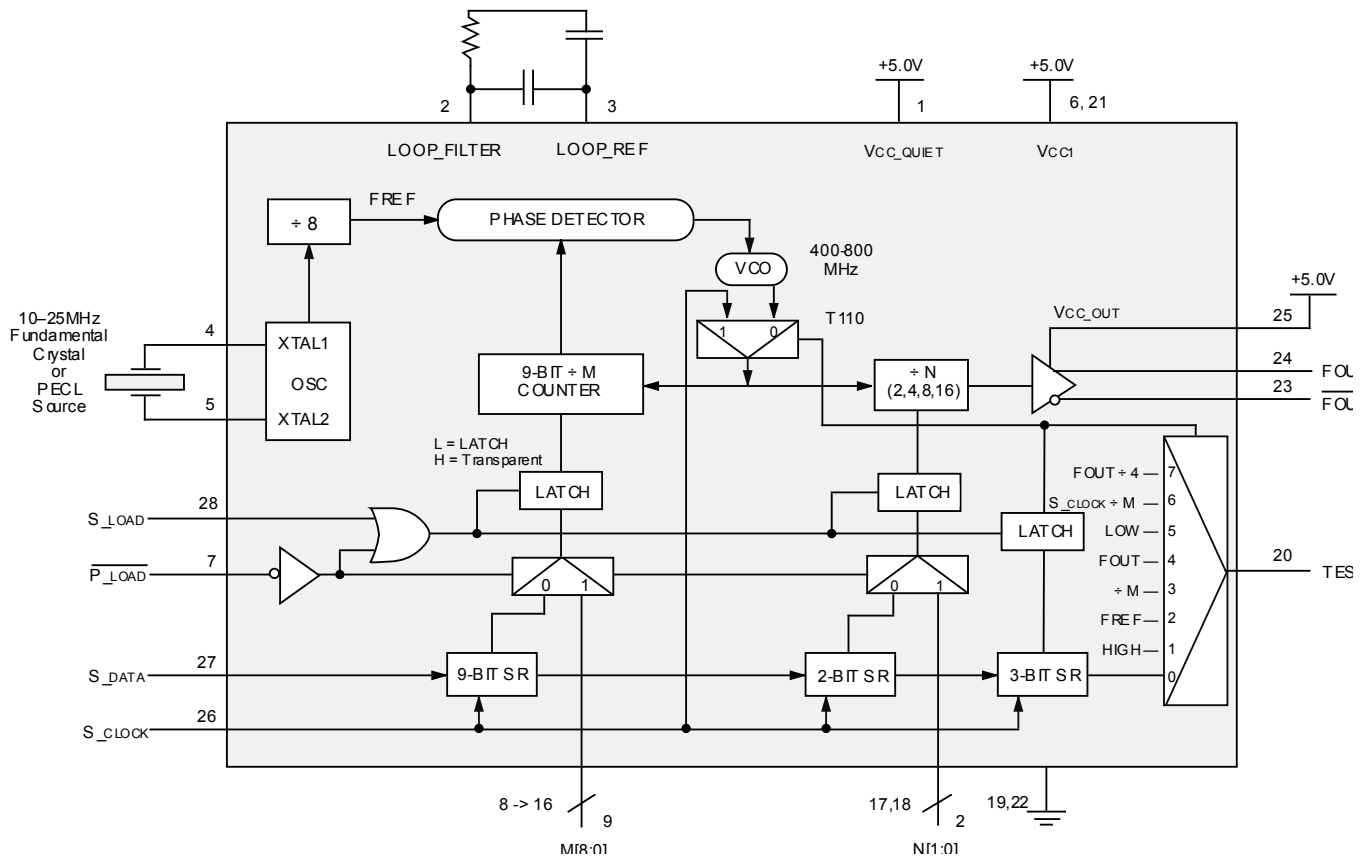 +5.0V
+5.0V
2
3
1
6, 21
LOOP_FILTER
LOOP_REF
VCC_QUIET
VCC1
FREF
÷ 8
PHASE DETECTOR
VCO
400-800
MHz
+5.0V
10–25MHz
Fundamental
Crystal
or
PECL
Source
4
XTAL1
OSC
5
XTAL2
1
0
T110
VCC_OUT
25
9-BIT ÷ M
COUNTER
÷ N
(2,4,8,16)
24
FOU
23
FOU
L = LATCH
H = Transparent
LATCH
LATCH
LATCH
S_LOAD
28
P_LOAD
7
0
1
0
1
FOUT ÷ 4
7
S_CLOCK ÷ M
6
LOW
5
FOUT
4
÷ M
3
FREF
2
HIGH
1
0
20
TES
S_DATA
27
9-BIT SR
2-BIT SR
3-BIT SR
S_CLOCK
26
8 -> 16
9
M[8:0]
17,18
2
N[1:0]
19,22